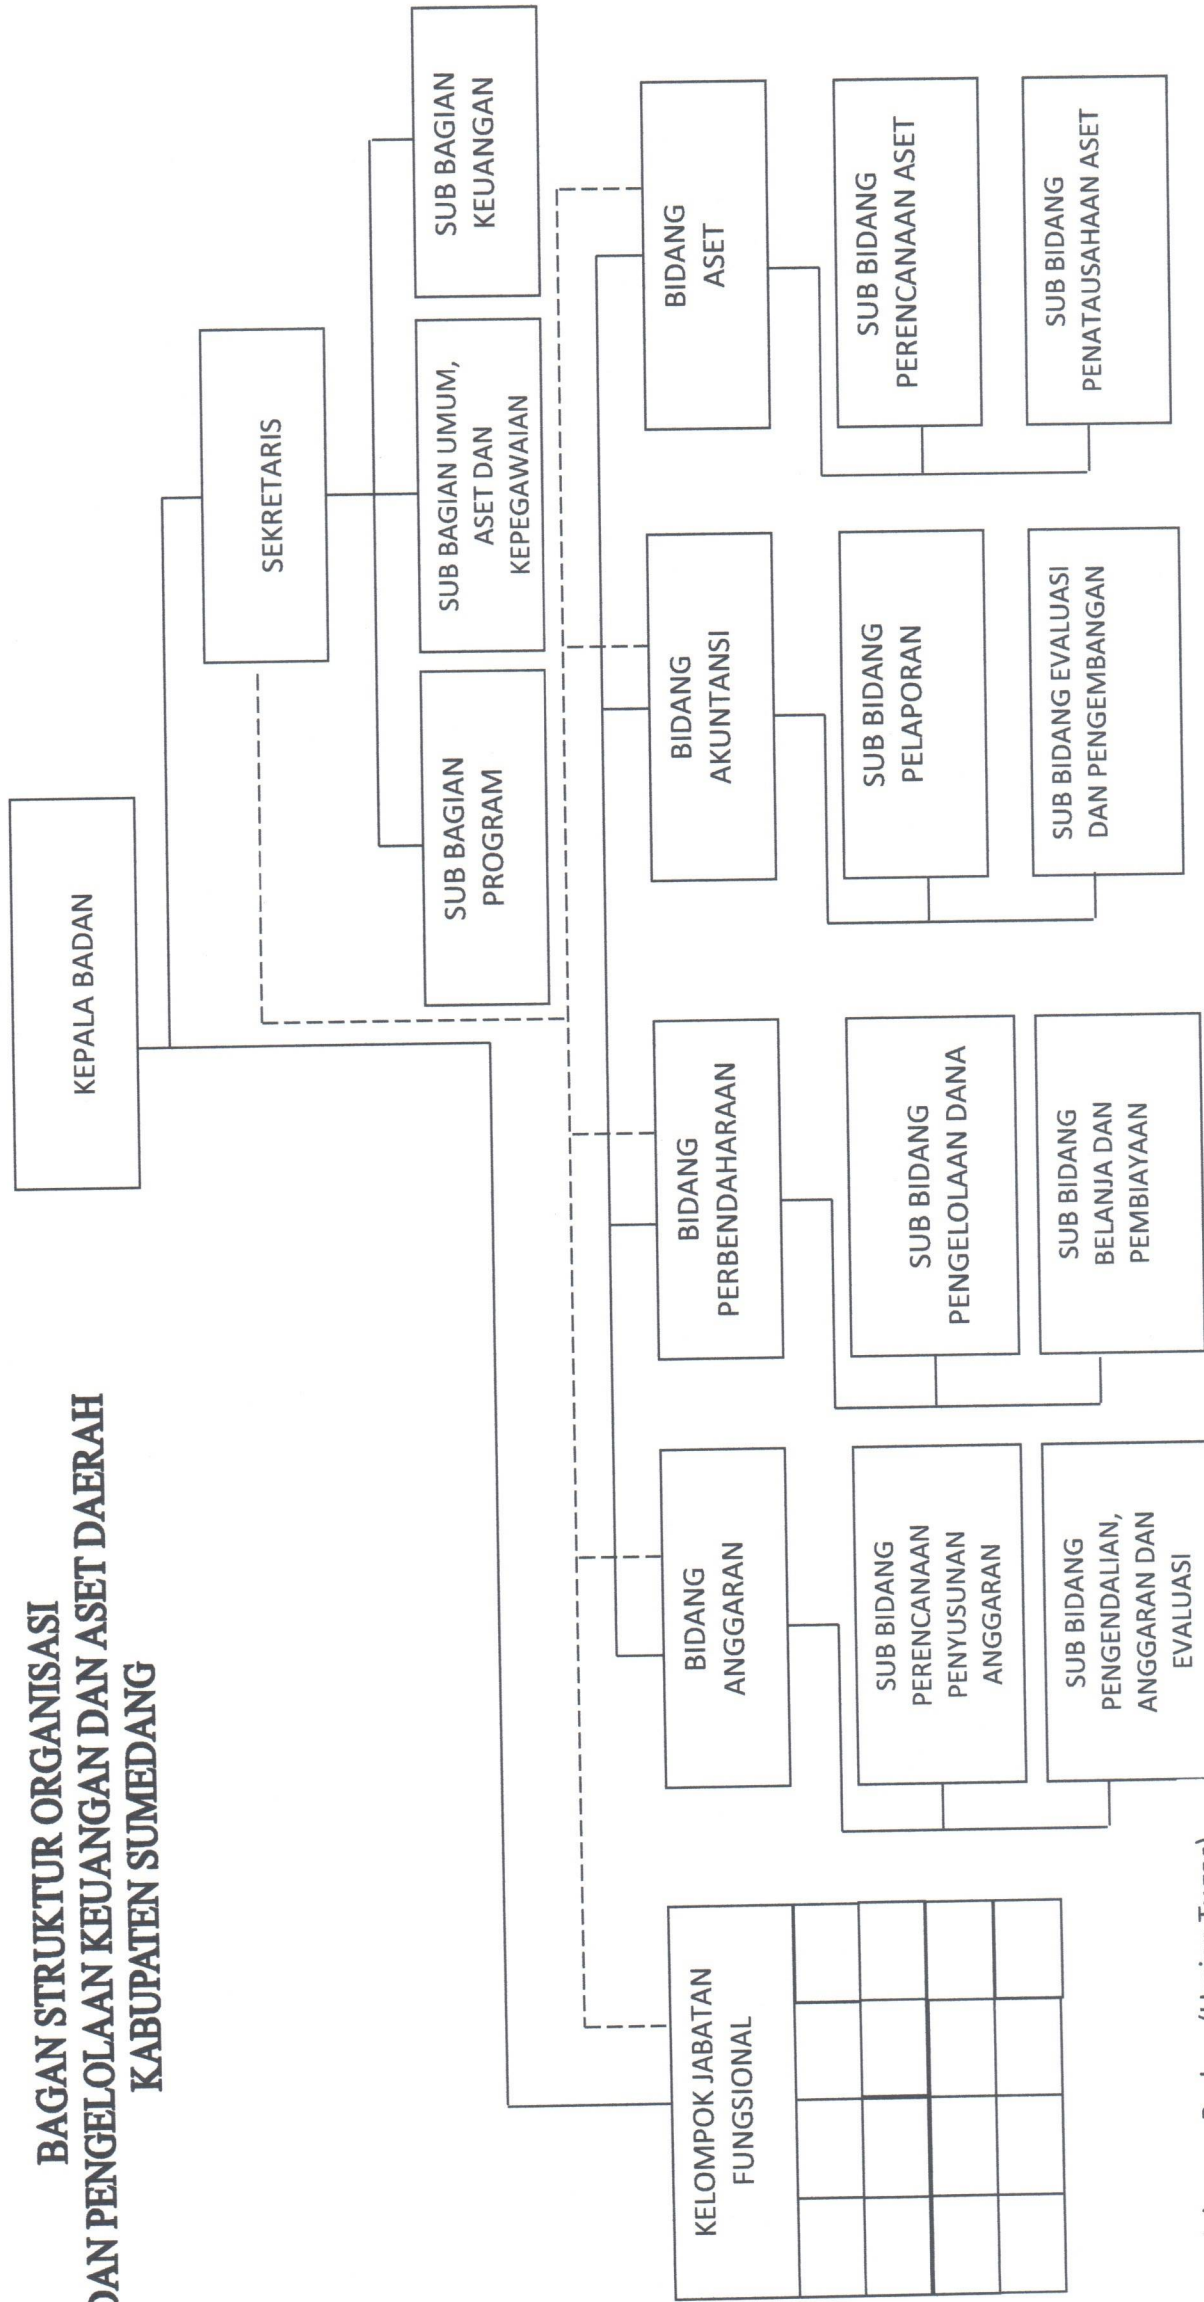 BAGAN STRUKTUR ORGANISASI
PENGELOLAAN KEUANGAN DAN ASET DAERAH
KABUPATEN SUMEDANG
KEPALA BADAN
SEKRETARIS
SUB BAGIAN
PROGRAM
SUB BAGIAN UMUM,
ASET DAN
KEPEGAWAIAN
SUB BAGIAN
KEUANGAN
KELOMPOK JABATAN
FUNGSIONAL
BIDANG
ANGGARAN
BIDANG
PERBENDAHARAAN
BIDANG
AKUNTANSI
BIDANG
ASET
SUB BIDANG
PERENCANAAN
PENYUSUNAN
ANGGARAN
SUB BIDANG
PENGELOLAAN DANA
SUB BIDANG
PELAPORAN
SUB BIDANG
PERENCANAAN ASET
SUB BIDANG
PENGENDALIAN,
ANGGARAN DAN
EVALUASI
SUB BIDANG
BELANJA DAN
PEMBIAYAAN
SUB BIDANG EVALUASI
DAN PENGEMBANGAN
SUB BIDANG
PENATAUSAHAAN ASET